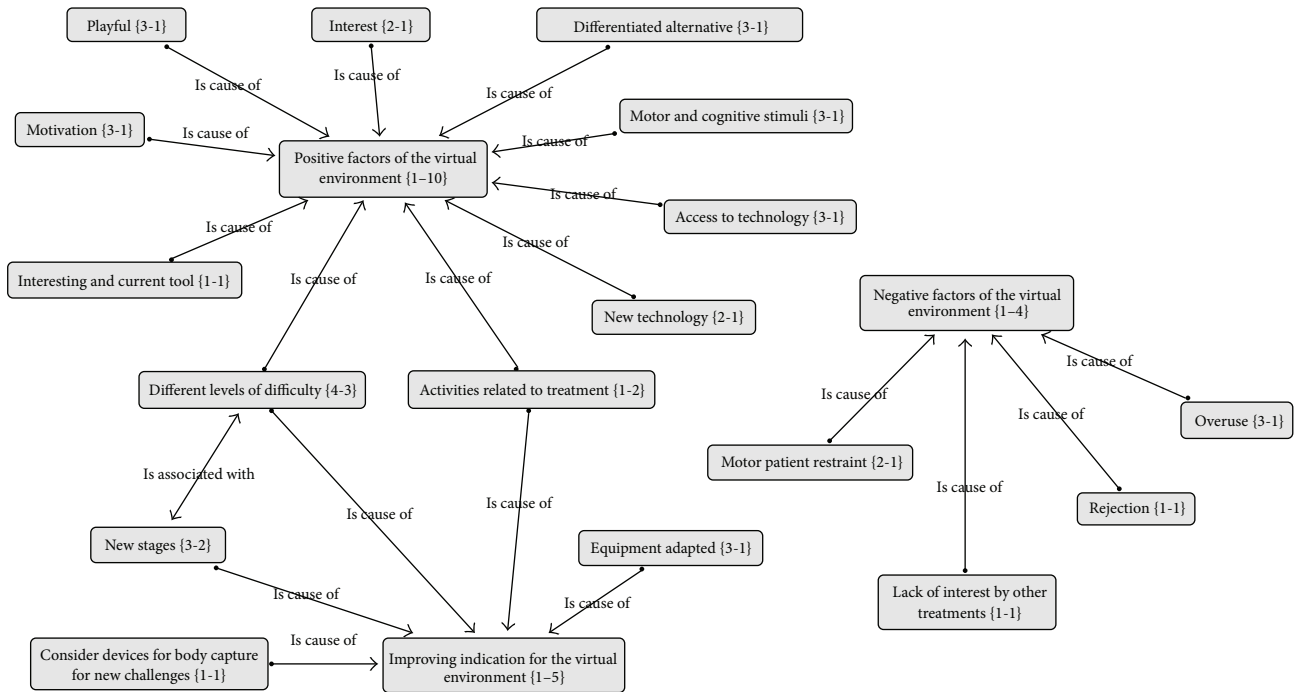 Playful {3-1}
Interest {2-1}
Differentiated alternative {3-1}
Is cause of
Is cause of
Is cause of
Motivation {3-1}
Is cause of
Motor and cognitive stimuli {3-1}
Is cause of
Positive factors of the virtual
environment {1–10}
Is cause of
Access to technology {3-1}
Is cause of
Is cause of
Interesting and current tool {1-1}
Is cause of
Is cause of
New technology {2-1}
Negative factors of the virtual
environment {1–4}
Is cause of
Different levels of difficulty {4-3}
Activities related to treatment {1-2}
Is cause of
Is cause of
Overuse {3-1}
Motor patient restraint {2-1}
Is associated with
Is cause of
Is cause of
Is cause of
Rejection {1-1}
New stages {3-2}
Equipment adapted {3-1}
Is cause of
Is cause of
Lack of interest by other
treatments {1-1}
Consider devices for body capture
for new challenges {1-1}
Is cause of
Improving indication for the virtual
environment {1–5}